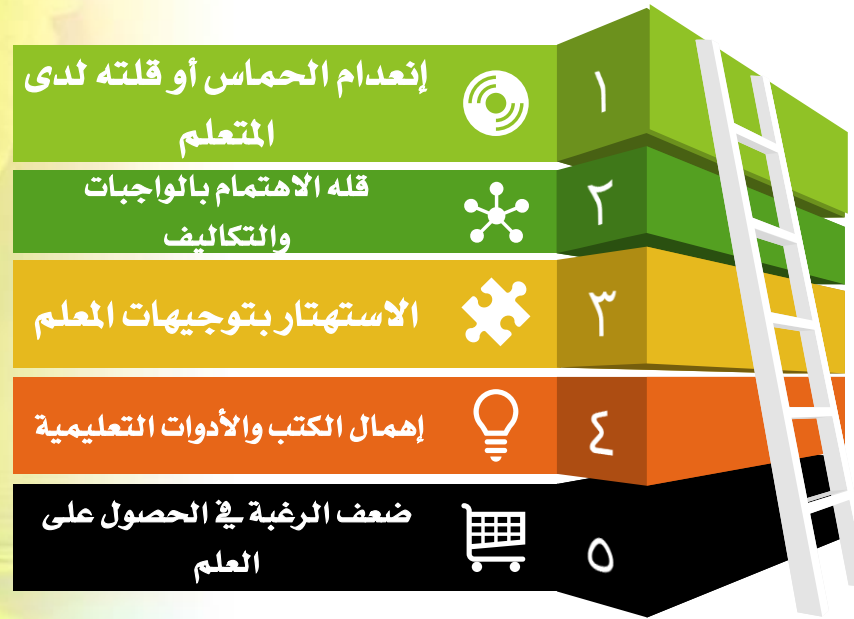 ١
إنعدام الحماس أو قلته لدى
المتعلم
٢
قله الاهتمام بالواجبات
والتكاليف
٣
الاستهتار بتوجيهات المعلم
٤
إهمال الكتب والأدوات التعليمية
٥
ضعف الرغبة في الحصول على
العلم